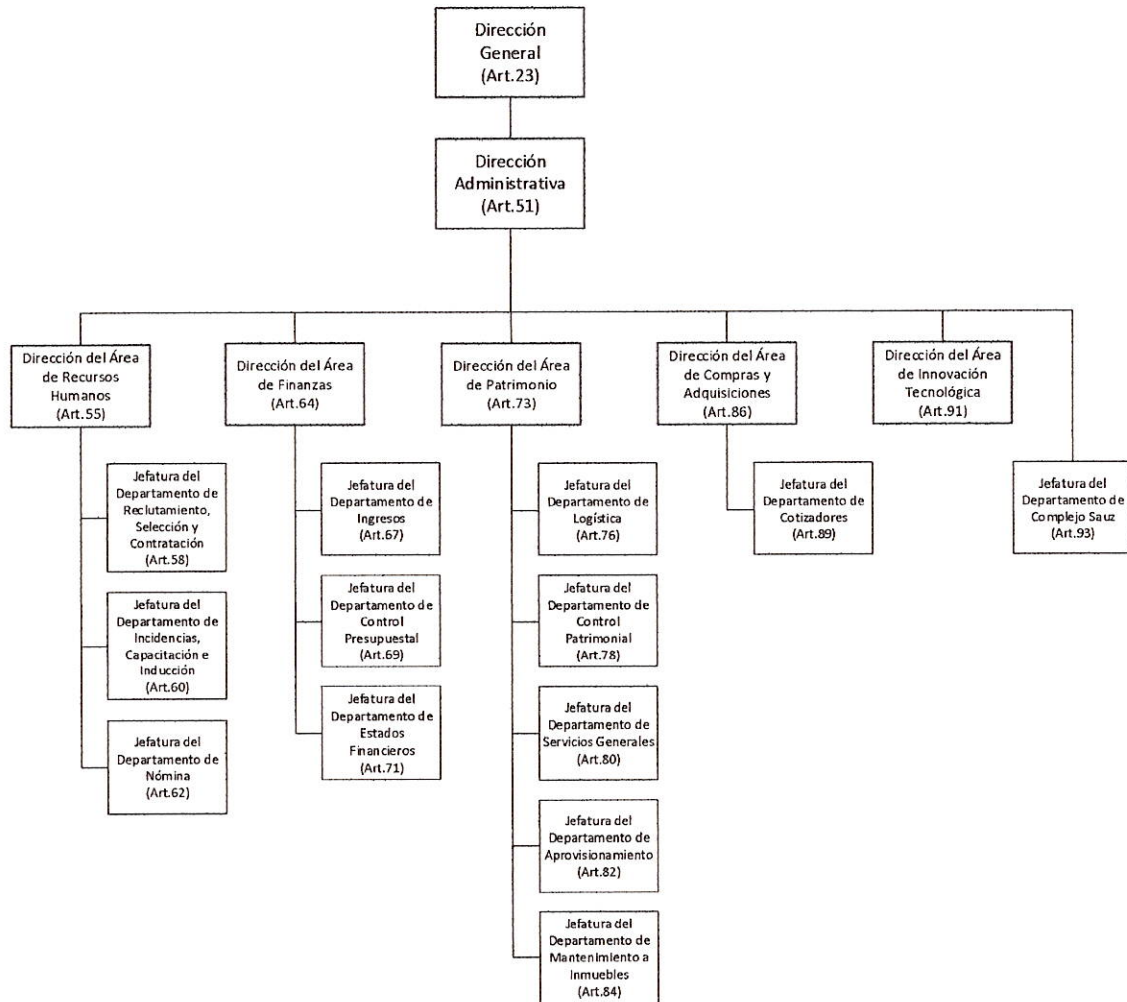 Dirección
General
(Art.23)
Dirección
Administrativa
(Art.51)
Dirección del Área
de Recursos
Humanos
(Art.55)
Jefatura del
Departamento de
Reclutamiento,
Selección y
Contratación
(Art.58)
Jefatura del
Departamento de
Incidencias,
Capacitación e
Inducción
(Art.60)
Jefatura del
Departamento de
Nómina
(Art.62)
Dirección del Área
de Finanzas
(Art.64)
Jefatura del
Departamento de
Ingresos
(Art.67)
Jefatura del
Departamento de
Control
Presupuestal
(Art.69)
Jefatura del
Departamento de
Estados
Financieros
(Art.71)
Dirección del Área
de Patrimonio
(Art.73)
Jefatura del
Departamento de
Logística
(Art.76)
Jefatura del
Departamento de
Control
Patrimonial
(Art.78)
Jefatura del
Departamento de
Servicios Generales
(Art.80)
Jefatura del
Departamento de
Aprovisionamiento
(Art.82)
Jefatura del
Departamento de
Mantenimiento a
Inmuebles
(Art.84)
Dirección del Área
de Compras y
Adquisiciones
(Art.86)
Jefatura del
Departamento de
Cotizadores
(Art.89)
Dirección del Área
de Innovación
Tecnológica
(Art.91)
Jefatura del
Departamento de
Complejo Sauz
(Art.93)